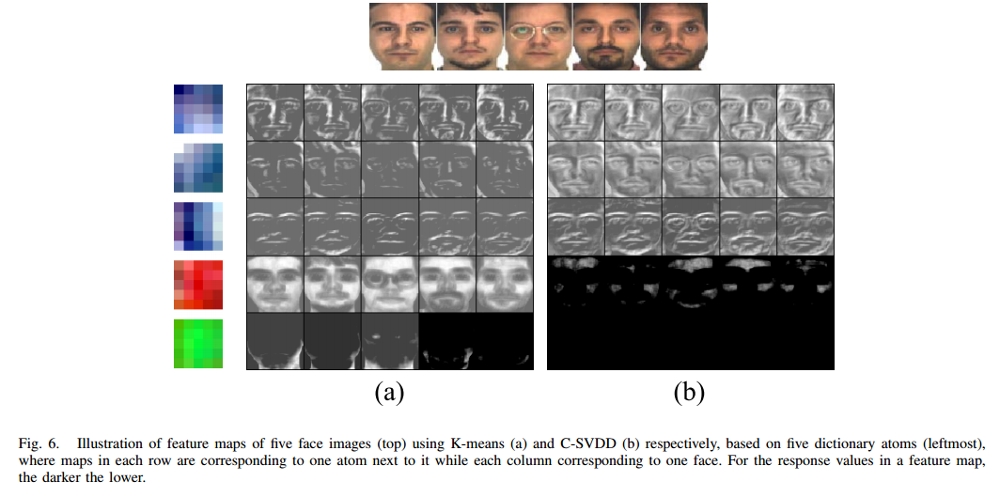 (a)
(b)
Fig. 6. Illustration of feature maps of five face images (top) using K-means (a) and C-SVDD (b) respectively, based on five dictionary atoms (leftmost),
where maps in each row are corresponding to one atom next to it while each column corresponding to one face. For the response values in a feature map,
the darker the lower.